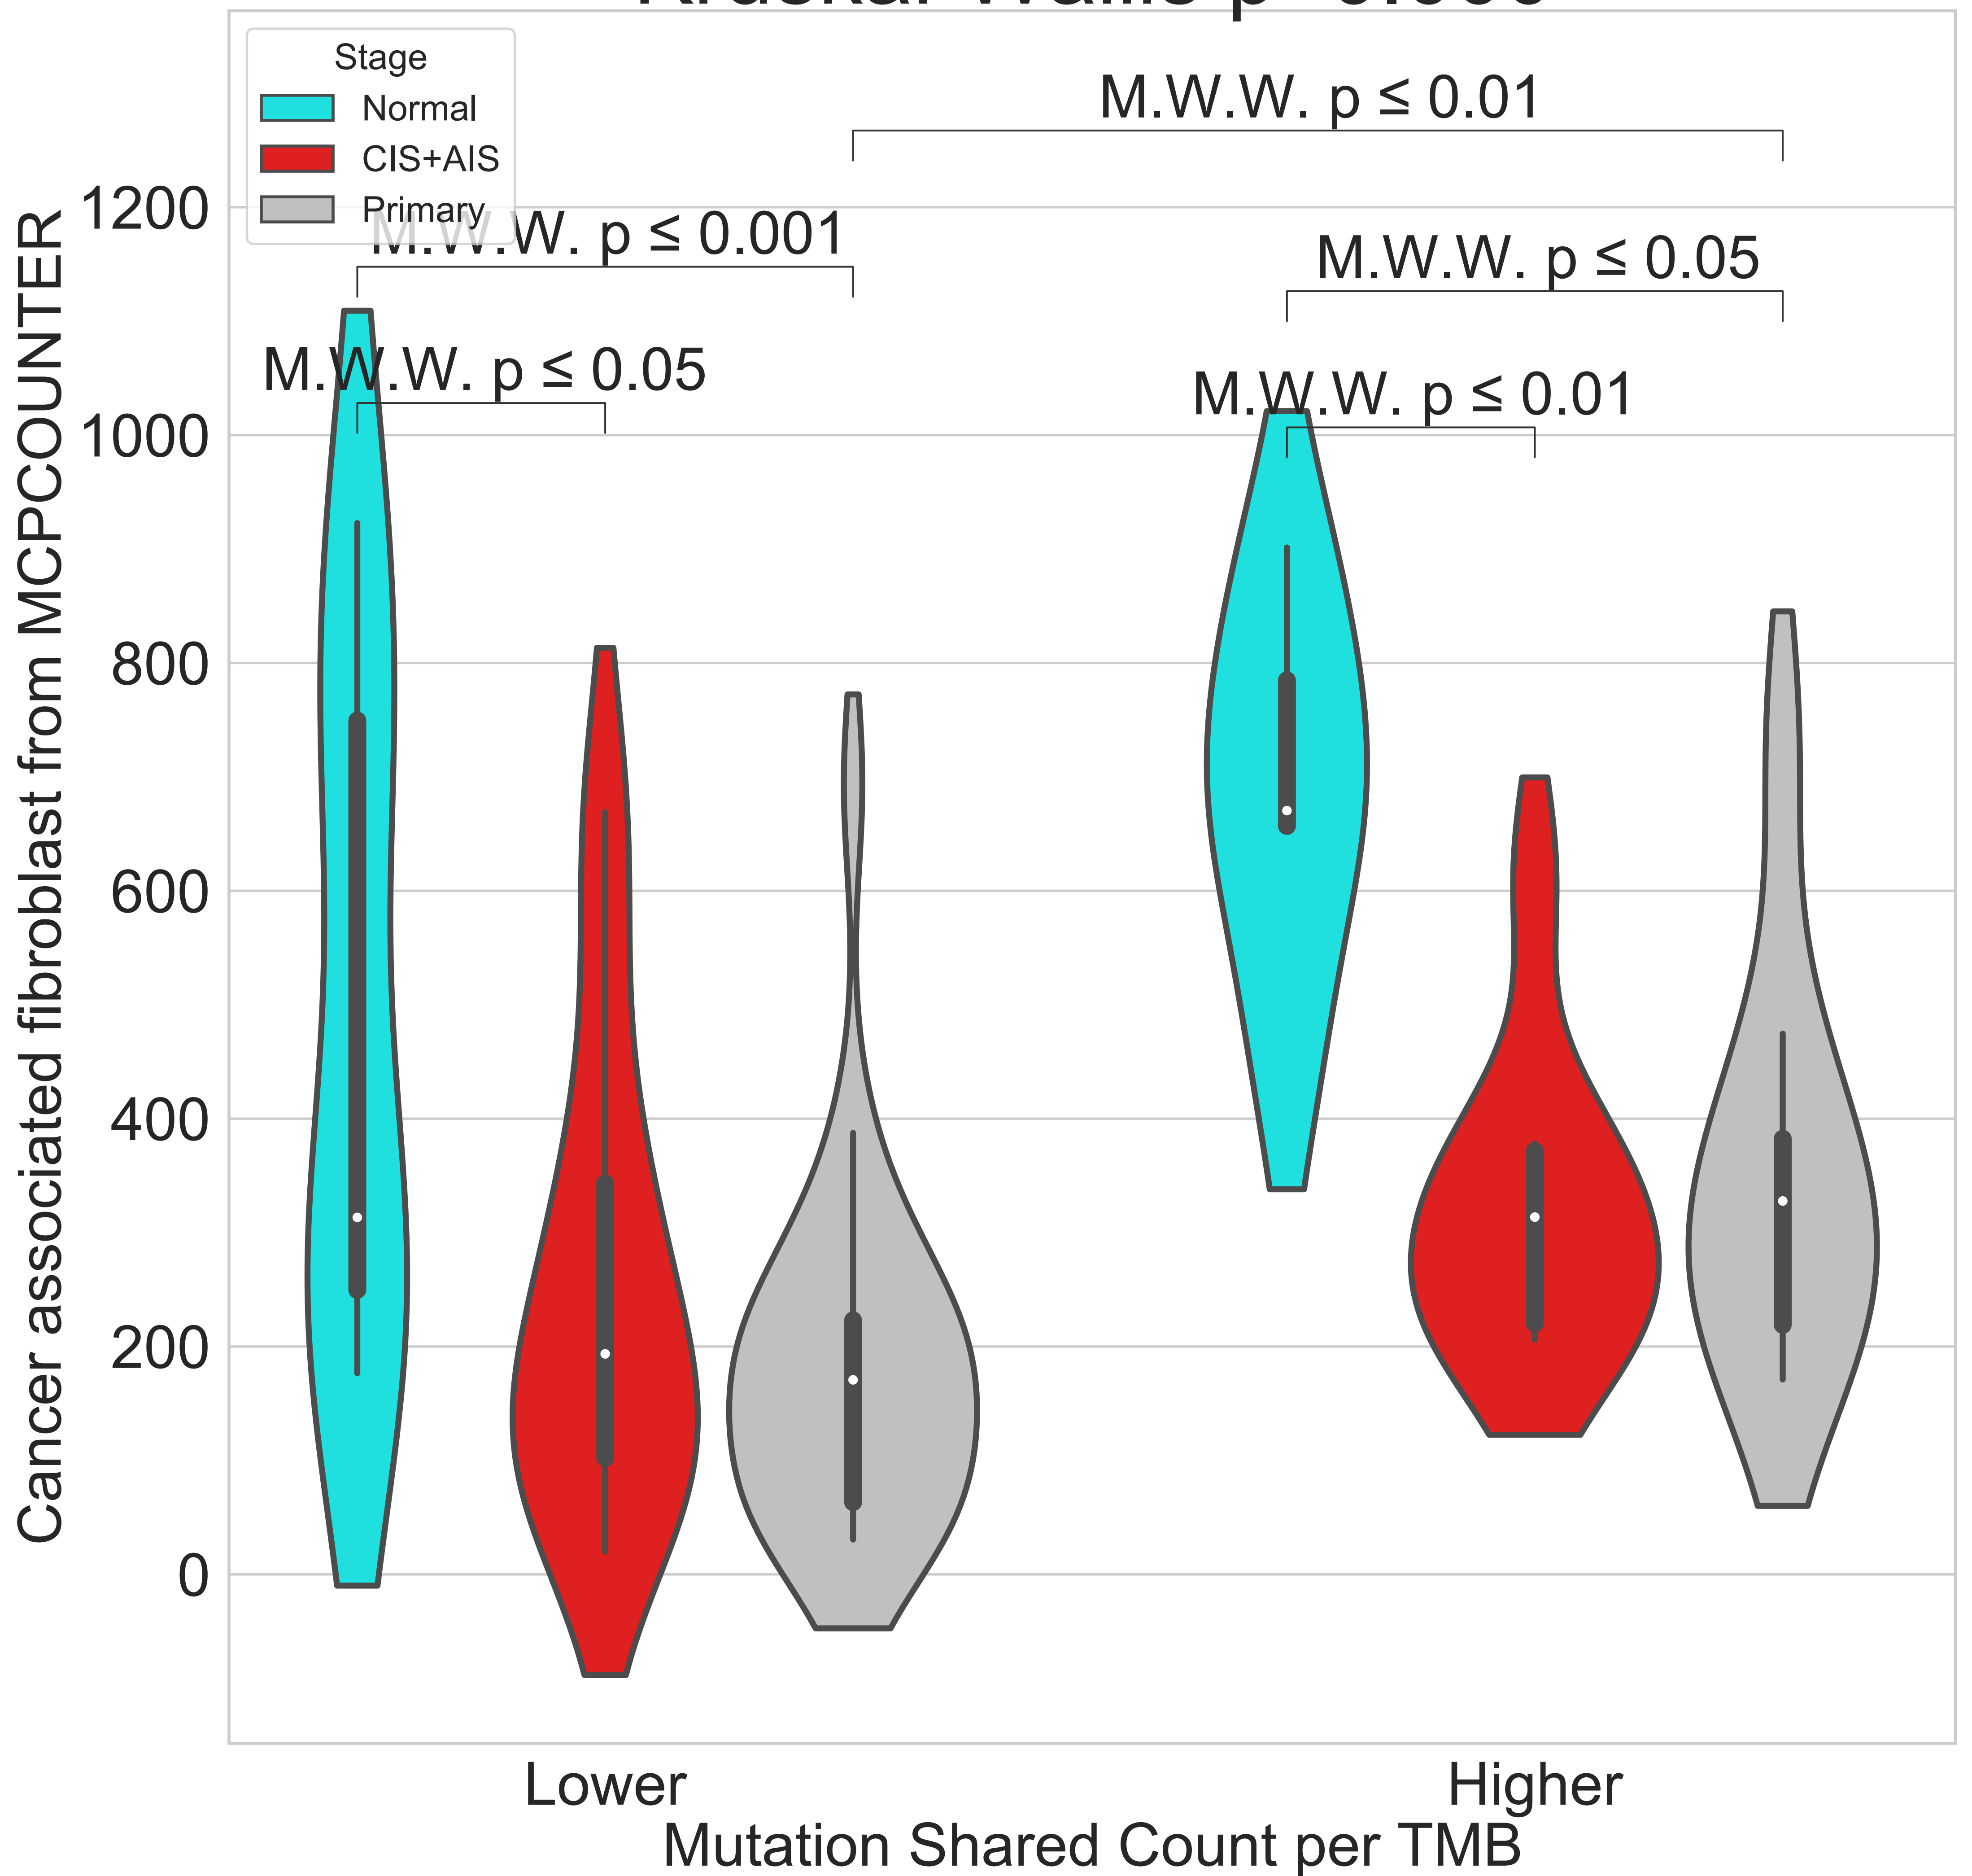 Stage
Normal
CIS+AIS
Primary
M.W.W. p ≤ 0.01
M.W.W. p ≤ 0.001
M.W.W. p ≤ 0.05
M.W.W. p ≤ 0.05
M.W.W. p ≤ 0.01
Cancer associated fibroblast from MCPCOUNTER
1200
1000
800
600
400
200
0
Lower
Higher
Mutation Shared Count per TMB